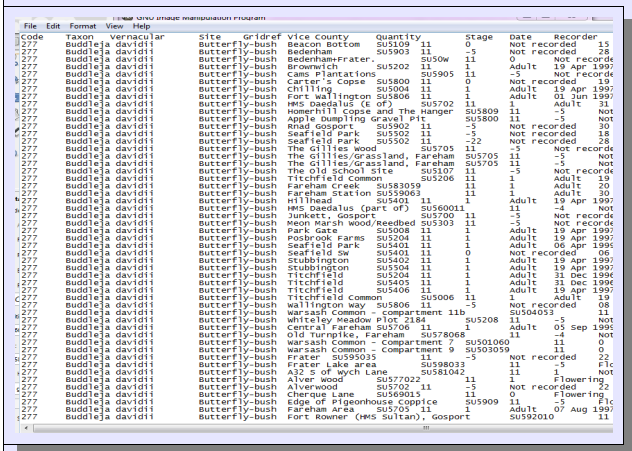 GNU Image Manipulation Program
File Edit Format View Help
Code Taxon Vernacular Site Gridref Vice County Quantity Stage Date Recorder
277 Buddleja davidii Butterfly-bush Beacon Bottom SU5109 11 0 Not recorded 15
277 Buddleja davidii Butterfly-bush Bedenham SU5903 11 -5 Not recorded 28
277 Buddleja davidii Butterfly-bush Bedenham+Frater. SU50W 11 0 Not recorde
277 Buddleja davidii Butterfly-bush Brownwich SU5202 11 1 Adult 19 Apr 1997
277 Buddleja davidii Butterfly-bush Cams Plantations SU5905 11 -5 Not recorde
277 Buddleja davidii Butterfly-bush Carter's Copse SU5800 11 0 Not recorded 19
277 Buddleja davidii Butterfly-bush Chilling SU5004 11 1 Adult 19 Apr 1997
277 Buddleja davidii Butterfly-bush Fort Wallington SU5806 11 1 Adult 01 Jun 1997
277 Buddleja davidii Butterfly-bush HMS Daedalus (E of) SU5702 11 1 Adult 31
277 Buddleja davidii Butterfly-bush Homerhill Copse and The Hanger SU5809 11 -5 Not
277 Buddleja davidii Butterfly-bush Apple Dumpling Gravel Pit SU5800 11 -5 Not
277 Buddleja davidii Butterfly-bush Rnad Gosport SU5902 11 -5 Not recorded 30
277 Buddleja davidii Butterfly-bush Seafield Park SU5502 11 -5 Not recorded 18
277 Buddleja davidii Butterfly-bush Seafield Park SU5502 11 -22 Not recorded 28
277 Buddleja davidii Butterfly-bush The Gillies Wood SU5705 11 -5 Not recorde
277 Buddleja davidii Butterfly-bush The Gillies/Grassland, Fareham SU5705 11 -5 Not
277 Buddleja davidii Butterfly-bush The Gillies/Grassland, Fareham SU5705 11 -5 Not
277 Buddleja davidii Butterfly-bush The Old School Site SU5107 11 -5 Not recorde
277 Buddleja davidii Butterfly-bush Titchfield Common SU5206 11 1 Adult 19
277 Buddleja davidii Butterfly-bush Fareham Creek SU583059 11 1 Adult 20
277 Buddleja davidii Butterfly-bush Fareham Station SU559063 11 1 Adult 30
277 Buddleja davidii Butterfly-bush Hillhead SU5401 11 1 Adult 19 Apr 1997
277 Buddleja davidii Butterfly-bush HMS Daedalus (part of) SU560011 11 -4 Not
277 Buddleja davidii Butterfly-bush Junkett, Gosport SU5700 11 -5 Not recorde
277 Buddleja davidii Butterfly-bush Meon Marsh Wood/Reedbed SU5303 11 -5 Not recorde
277 Buddleja davidii Butterfly-bush Park Gate SU5008 11 1 Adult 19 Apr 1997
277 Buddleja davidii Butterfly-bush Posbrook Farms SU5204 11 1 Adult 19 Apr 1997
277 Buddleja davidii Butterfly-bush Seafield Park SU5401 11 1 Adult 06 Sep 1999
277 Buddleja davidii Butterfly-bush Seafield SW SU5401 11 0 Not recorded 06
277 Buddleja davidii Butterfly-bush Stubbington SU5402 11 1 Adult 19 Apr 1997
277 Buddleja davidii Butterfly-bush Stubbington SU5504 11 1 Adult 19 Apr 1997
277 Buddleja davidii Butterfly-bush Titchfield SU5204 11 1 Adult 31 Dec 1996
277 Buddleja davidii Butterfly-bush Titchfield SU5405 11 1 Adult 31 Dec 1996
277 Buddleja davidii Butterfly-bush Titchfield SU5406 11 1 Adult 19 Apr 1997
277 Buddleja davidii Butterfly-bush Titchfield Common SU5006 11 1 Adult 19
277 Buddleja davidii Butterfly-bush Wallington Way SU5806 11 -5 Not recorded 08
277 Buddleja davidii Butterfly-bush Warsash Common - compartment 11b SU504053 11
277 Buddleja davidii Butterfly-bush Whiteley Meadow Plot 2184 SU5208 11 -5 Not
277 Buddleja davidii Butterfly-bush Central Fareham SU5706 11 1 Adult 05 Sep 1999
277 Buddleja davidii Butterfly-bush Old Turnpike, Fareham SU578068 11 -4 Not
277 Buddleja davidii Butterfly-bush Warsash Common - Compartment 7 SU501060 11 0
277 Buddleja davidii Butterfly-bush Warsash Common - Compartment 9 SU503059 11 0
277 Buddleja davidii Butterfly-bush Frater SU595035 11 -5 Not recorded 22
277 Buddleja davidii Butterfly-bush Frater Lake area SU598033 11 -5 Flo
277 Buddleja davidii Butterfly-bush A32 S of Wych Lane SU581042 11 1 Not
277 Buddleja davidii Butterfly-bush Alver Wood SU577022 11 1 Flowering
277 Buddleja davidii Butterfly-bush Alverwood SU5702 11 -5 Not recorded 22
277 Buddleja davidii Butterfly-bush Cherque Lane SU569015 11 0 Flowering
277 Buddleja davidii Butterfly-bush Edge of Pigeonhouse Coppice SU5909 11 -5 Flo
277 Buddleja davidii Butterfly-bush Fareham Area SU5705 11 1 Adult 07 Aug 1997
277 Buddleja davidii Butterfly-bush Fort Rowner (HMS Sultan), Gosport SU592010 11